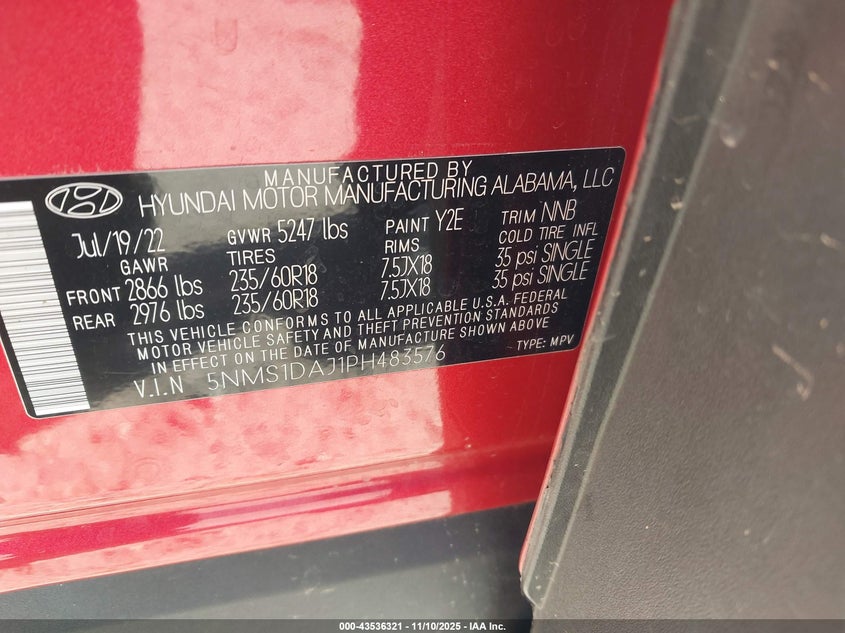 MANUFACTURED BY
HYUNDAI MOTOR MANUFACTURING ALABAMA, LLC
Jul/19/22 GVWR 5247 lbs PAINT Y2E TRIM NNB
GAWR TIRES RIMS COLD TIRE INFL
FRONT 2866 lbs 235/60R18 7.5JX18 35 psi SINGLE
REAR 2976 lbs 235/60R18 7.5JX18 35 psi SINGLE
THIS VEHICLE CONFORMS TO ALL APPLICABLE U.S.A. FEDERAL
MOTOR VEHICLE SAFETY AND THEFT PREVENTION STANDARDS
IN EFFECT ON THE DATE OF MANUFACTURE SHOWN ABOVE
V.I.N 5NMS1DAJ1PH483576 TYPE: MPV
000-43536321 - 11/10/2025 - IAA Inc.